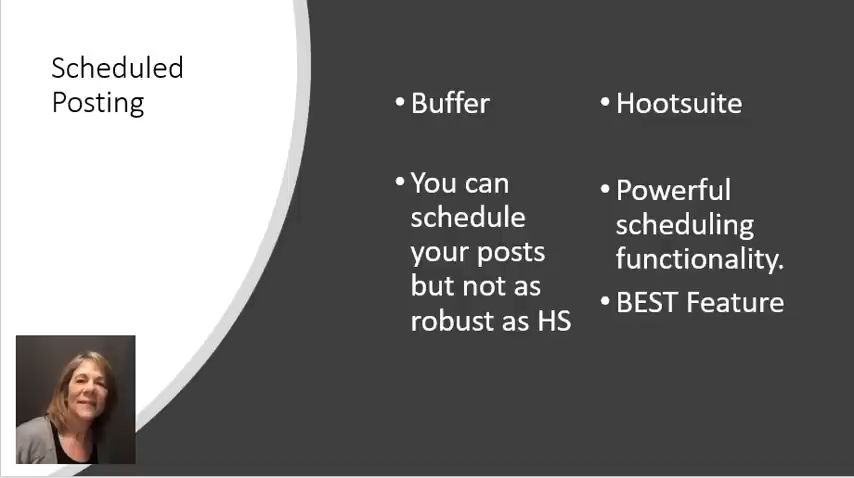 Scheduled
Posting
• Buffer
• You can
schedule
your posts
but not as
robust as HS
• Hootsuite
• Powerful
scheduling
functionality.
• BEST Feature